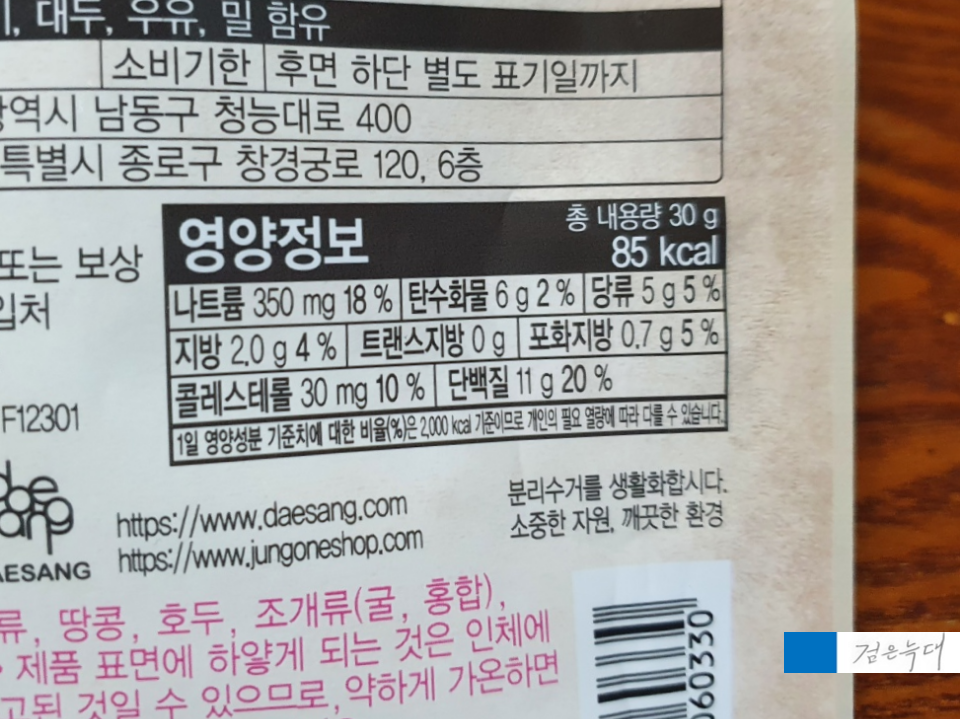 , 대두, 우유, 밀 함유
소비기한 후면 하단 별도 표기일까지
역시 남동구 청능대로 400
특별시 종로구 창경궁로 120, 6층
또는 보상
입처
영양정보 총 내용량 30 g
85 kcal
나트륨 350 mg 18 % 탄수화물 6 g 2 % 당류 5 g 5 %
지방 2.0 g 4 % 트랜스지방 0 g 포화지방 0.7 g 5 %
콜레스테롤 30 mg 10 % 단백질 11 g 20 %
1일 영양성분 기준치에 대한 비율(%)은 2,000 kcal 기준이므로 개인의 필요 열량에 따라 다를 수 있습니다.
F12301
AESANG
https://www.daesang.com
https://www.jungoneshop.com
분리수거를 생활화합시다.
소중한 자원, 깨끗한 환경
류, 땅콩, 호두, 조개류(굴, 홍합),
제품 표면에 하얗게 되는 것은 인체에
고된 것일 수 있으므로, 약하게 가온하면
060330
검은늑대